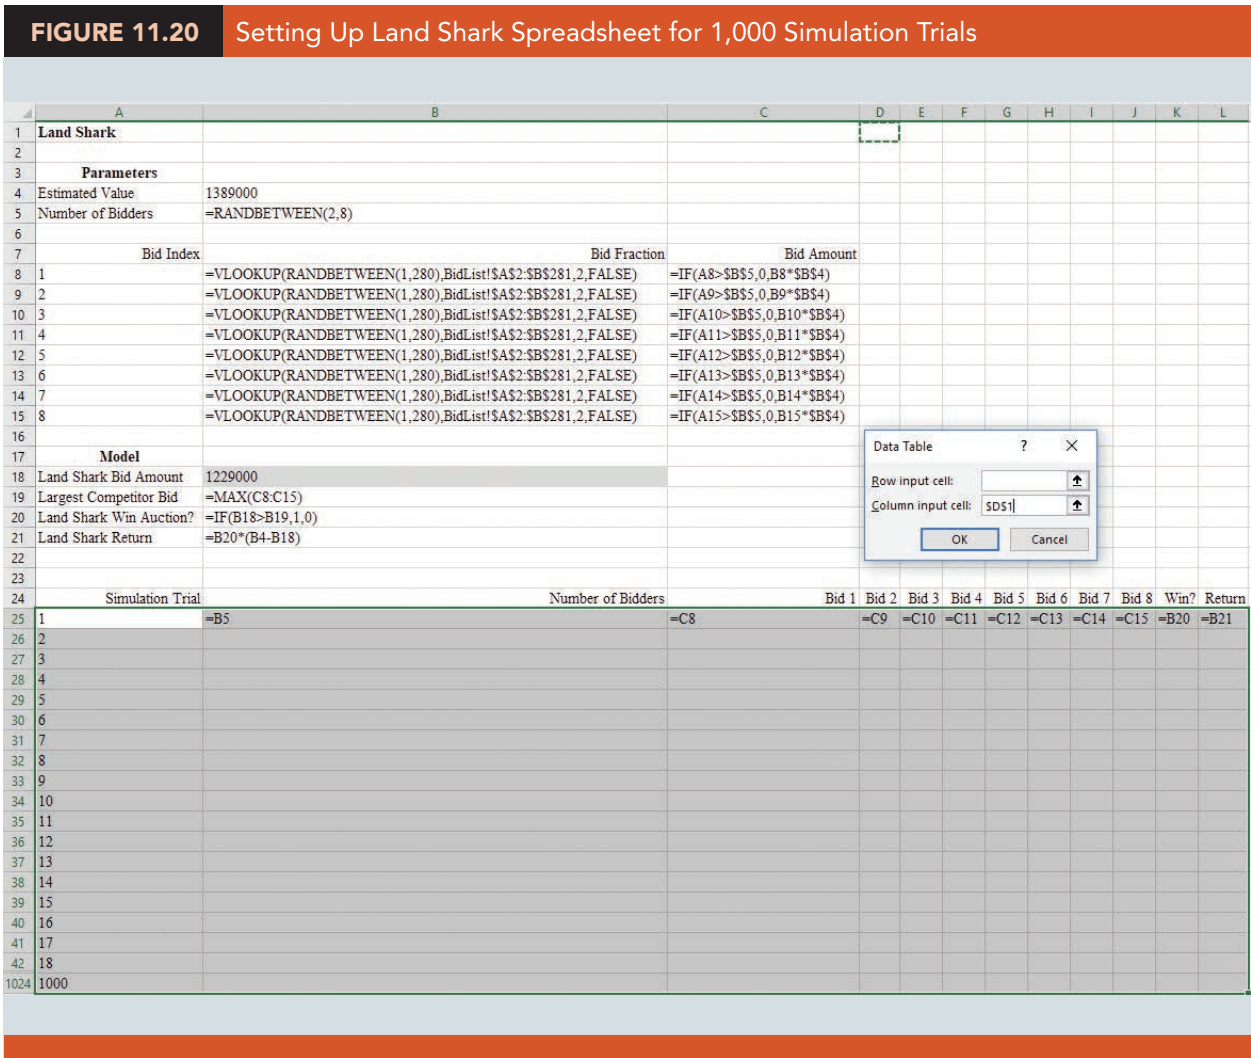 FIGURE 11.20 Setting Up Land Shark Spreadsheet for 1,000 Simulation Trials
A B C D E F G H I J K L
1 Land Shark
2
3 Parameters
4 Estimated Value 1389000
5 Number of Bidders =RANDBETWEEN(2,8)
6
7 Bid Index Bid Fraction Bid Amount
8 1 =VLOOKUP(RANDBETWEEN(1,280),BidList!$A$2:$B$281,2,FALSE) =IF(A8>$B$5,0,B8*$B$4)
9 2 =VLOOKUP(RANDBETWEEN(1,280),BidList!$A$2:$B$281,2,FALSE) =IF(A9>$B$5,0,B9*$B$4)
10 3 =VLOOKUP(RANDBETWEEN(1,280),BidList!$A$2:$B$281,2,FALSE) =IF(A10>$B$5,0,B10*$B$4)
11 4 =VLOOKUP(RANDBETWEEN(1,280),BidList!$A$2:$B$281,2,FALSE) =IF(A11>$B$5,0,B11*$B$4)
12 5 =VLOOKUP(RANDBETWEEN(1,280),BidList!$A$2:$B$281,2,FALSE) =IF(A12>$B$5,0,B12*$B$4)
13 6 =VLOOKUP(RANDBETWEEN(1,280),BidList!$A$2:$B$281,2,FALSE) =IF(A13>$B$5,0,B13*$B$4)
14 7 =VLOOKUP(RANDBETWEEN(1,280),BidList!$A$2:$B$281,2,FALSE) =IF(A14>$B$5,0,B14*$B$4)
15 8 =VLOOKUP(RANDBETWEEN(1,280),BidList!$A$2:$B$281,2,FALSE) =IF(A15>$B$5,0,B15*$B$4)
16
17 Model
18 Land Shark Bid Amount 1229000
19 Largest Competitor Bid =MAX(C8:C15)
20 Land Shark Win Auction? =IF(B18>B19,1,0)
21 Land Shark Return =B20*(B4-B18)
22
23
Data Table ? X
Row input cell:
Column input cell: $D$1
OK Cancel
24 Simulation Trial Number of Bidders Bid 1 Bid 2 Bid 3 Bid 4 Bid 5 Bid 6 Bid 7 Bid 8 Win? Return
25 1 =B5 =C8 =C9 =C10 =C11 =C12 =C13 =C14 =C15 =B20 =B21
26 2
27 3
28 4
29 5
30 6
31 7
32 8
33 9
34 10
35 11
36 12
37 13
38 14
39 15
40 16
41 17
42 18
1024 1000